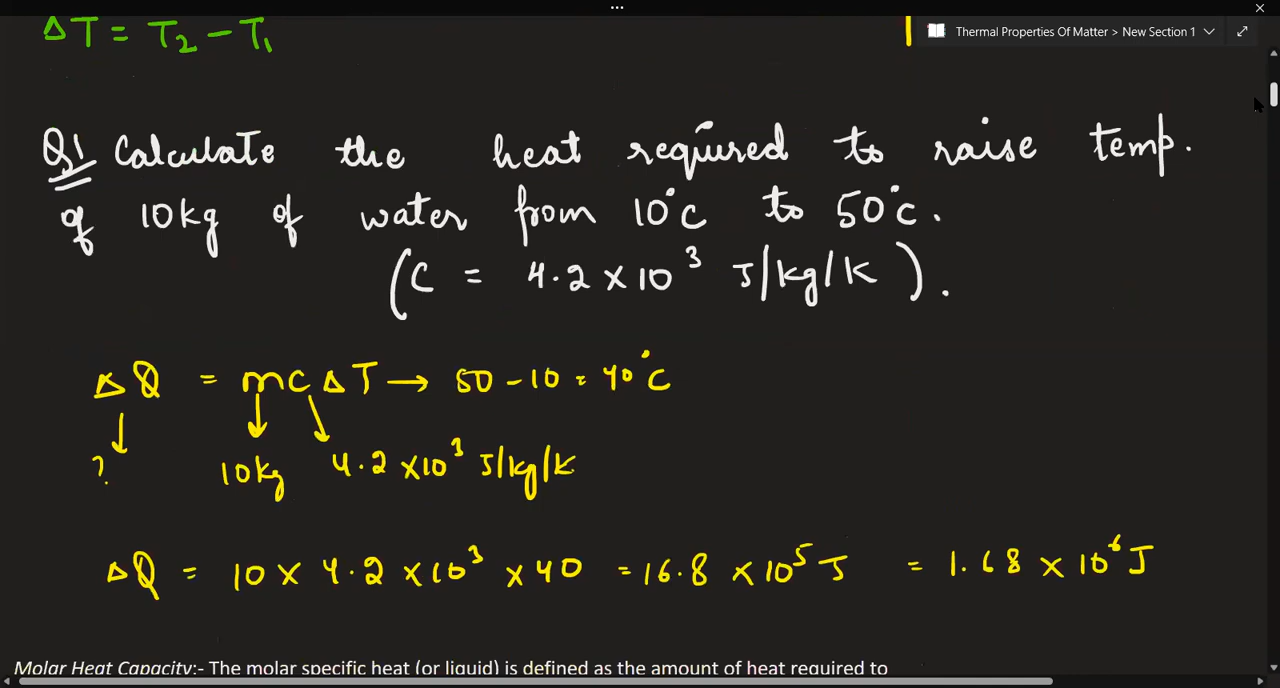 ΔT = T₂ - T₁
Thermal Properties Of Matter > New Section 1
Q1 Calculate the heat required to raise temp.
of 10kg of water from 10°c to 50°c.
(C = 4.2 × 10³ J/kg/K).
ΔQ = mcΔT → 50 - 10 = 40°C
? 10kg 4.2 ×10³ J/kg/K
ΔQ = 10 × 4.2 ×10³ × 40 = 16.8 × 10⁵ J = 1.68 × 10⁶ J
Molar Heat Capacity:- The molar specific heat (or liquid) is defined as the amount of heat required to